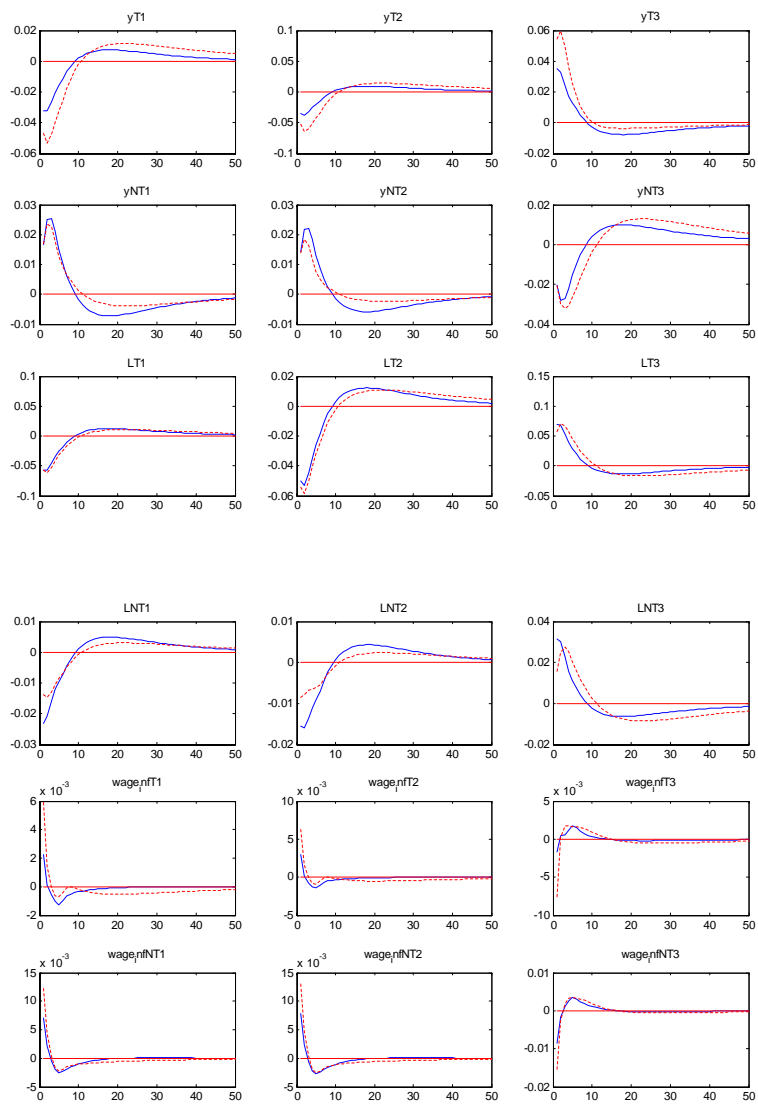 yT1 yT2 yT3
0.02 0.1 0.06
0 0.05 0.04
-0.02 0 0.02
-0.04 -0.05 0
-0.06 -0.1 -0.02
0 10 20 30 40 50 0 10 20 30 40 50 0 10 20 30 40 50
yNT1 yNT2 yNT3
0.03 0.03 0.02
0.02 0.02
0.01 0.01 0
0 0 -0.02
-0.01 -0.01 -0.04
0 10 20 30 40 50 0 10 20 30 40 50 0 10 20 30 40 50
LT1 LT2 LT3
0.1 0.02 0.15
0.05 0 0.10
0 -0.02 0.05
-0.05 -0.04 0
-0.1 -0.06 -0.05
0 10 20 30 40 50 0 10 20 30 40 50 0 10 20 30 40 50
LNT1 LNT2 LNT3
0.01 0.01 0.04
0 0 0.02
-0.01 -0.01 0
-0.02
-0.03 -0.02 -0.02
0 10 20 30 40 50 0 10 20 30 40 50 0 10 20 30 40 50
wageinfT1 wageinfT2 wageinfT3
x 10-3 x 10-3 x 10-3
6 10 5
4 5 0
2 0 -5
0
-2 -5 -10
0 10 20 30 40 50 0 10 20 30 40 50 0 10 20 30 40 50
wageinfNT1 wageinfNT2 wageinfNT3
x 10-3 x 10-3
15 15 0.01
10 10 0
5 5
0 0 -0.01
-5 -5 -0.02
0 10 20 30 40 50 0 10 20 30 40 50 0 10 20 30 40 50